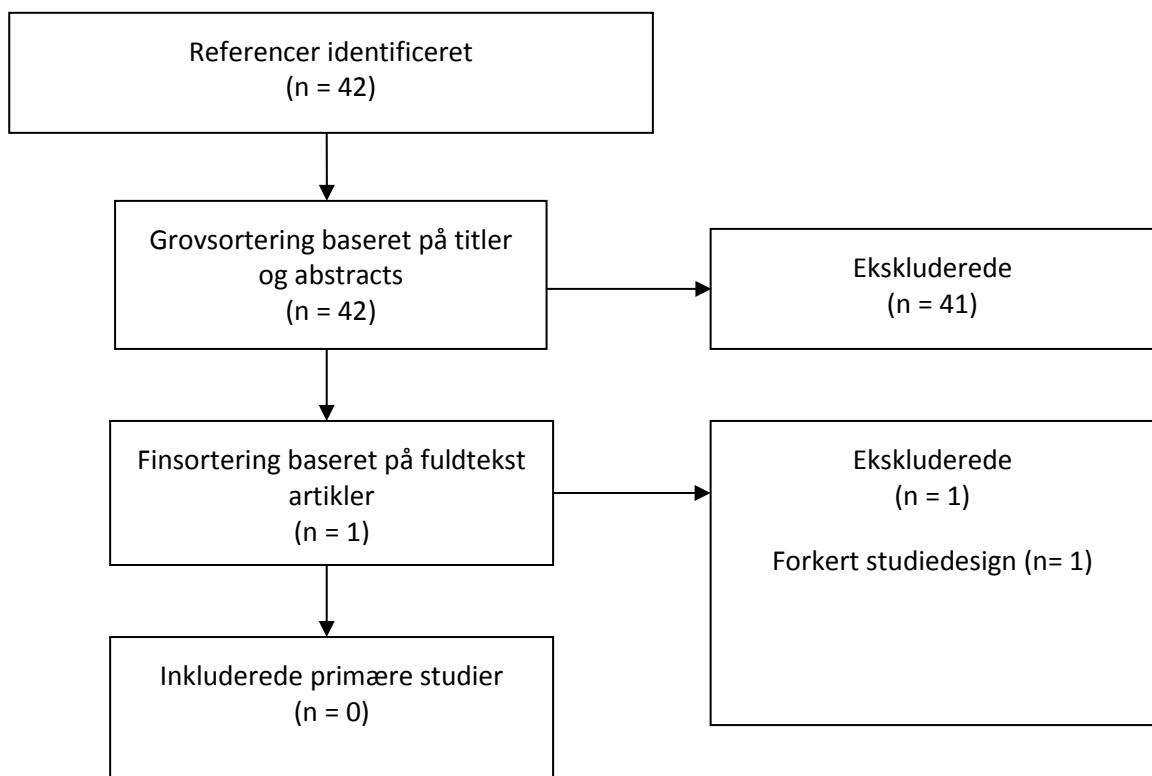 Referencer identificeret
(n = 42)
Grovsortering baseret på titler
og abstracts
(n = 42)
Ekskluderede
(n = 41)
Finsortering baseret på fuldtekst
artikler
(n = 1)
Ekskluderede
(n = 1)
Forkert studiedesign (n= 1)
Inkluderede primære studier
(n = 0)